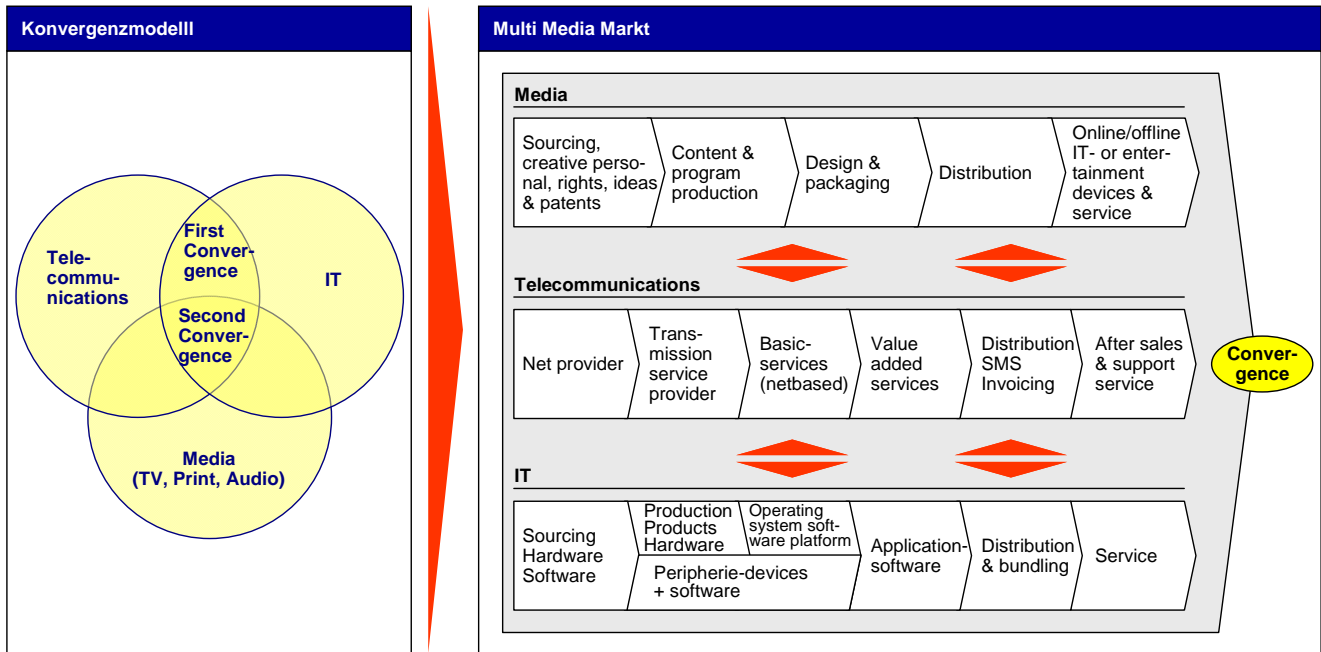 Konvergenzmodelll
Multi Media Markt
Tele-
commu-
nications
First
Conver-
gence
IT
Second
Conver-
gence
Media
(TV, Print, Audio)
Media
Sourcing,
creative perso-
nal, rights, ideas
& patents
Content &
program
production
Design &
packaging
Distribution
Online/offline
IT- or enter-
tainment
devices &
service
Telecommunications
Net provider
Trans-
mission
service
provider
Basic-
services
(netbased)
Value
added
services
Distribution
SMS
Invoicing
After sales
& support
service
Conver-
gence
IT
Sourcing
Hardware
Software
Production
Products
Hardware
Operating
system soft-
ware platform
Peripherie-devices
+ software
Application-
software
Distribution
& bundling
Service